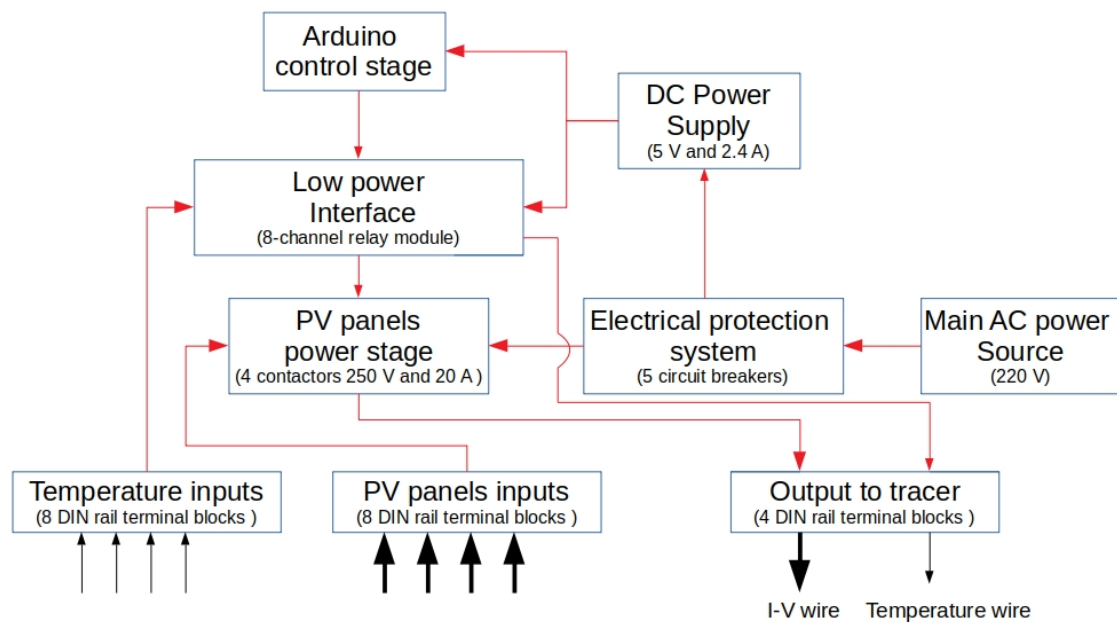 Arduino
control stage
DC Power
Supply
(5 V and 2.4 A)
Low power
Interface
(8-channel relay module)
PV panels
power stage
(4 contactors 250 V and 20 A )
Electrical protection
system
(5 circuit breakers)
Main AC power
Source
(220 V)
Temperature inputs
(8 DIN rail terminal blocks )
PV panels inputs
(8 DIN rail terminal blocks )
Output to tracer
(4 DIN rail terminal blocks )
I-V wire
Temperature wire